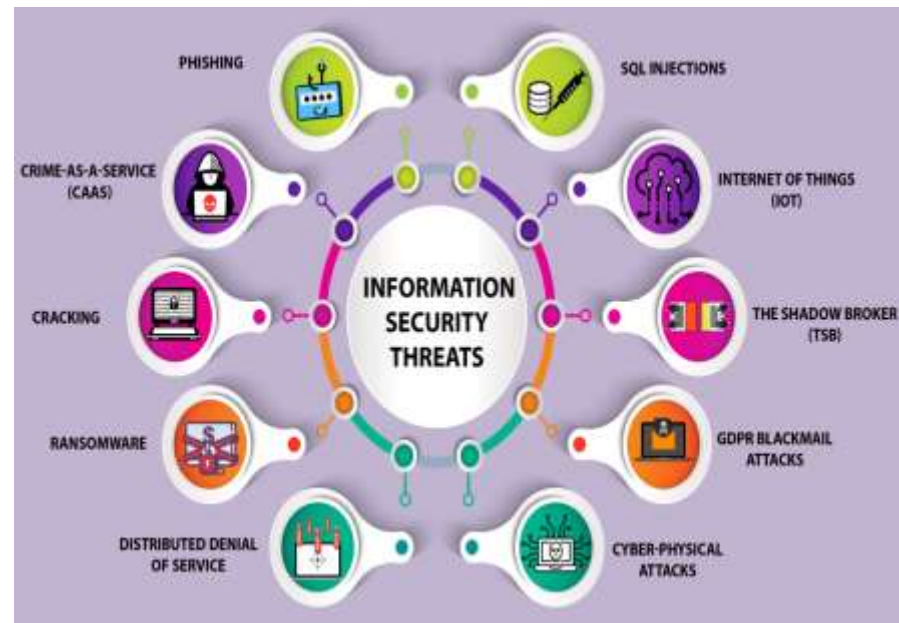 PHISHING
SQL INJECTIONS
CRIME-AS-A-SERVICE
(CAAS)
INTERNET OF THINGS
(IOT)
CRACKING
INFORMATION
SECURITY
THREATS
THE SHADOW BROKER
(TSB)
RANSOMWARE
GDPR BLACKMAIL
ATTACKS
DISTRIBUTED DENIAL
OF SERVICE
CYBER-PHYSICAL
ATTACKS